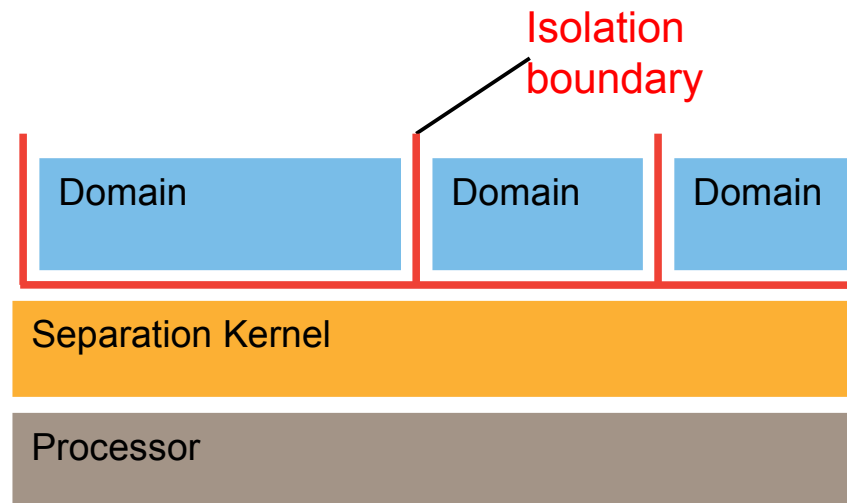 Isolation
boundary
Domain
Domain
Domain
Separation Kernel
Processor